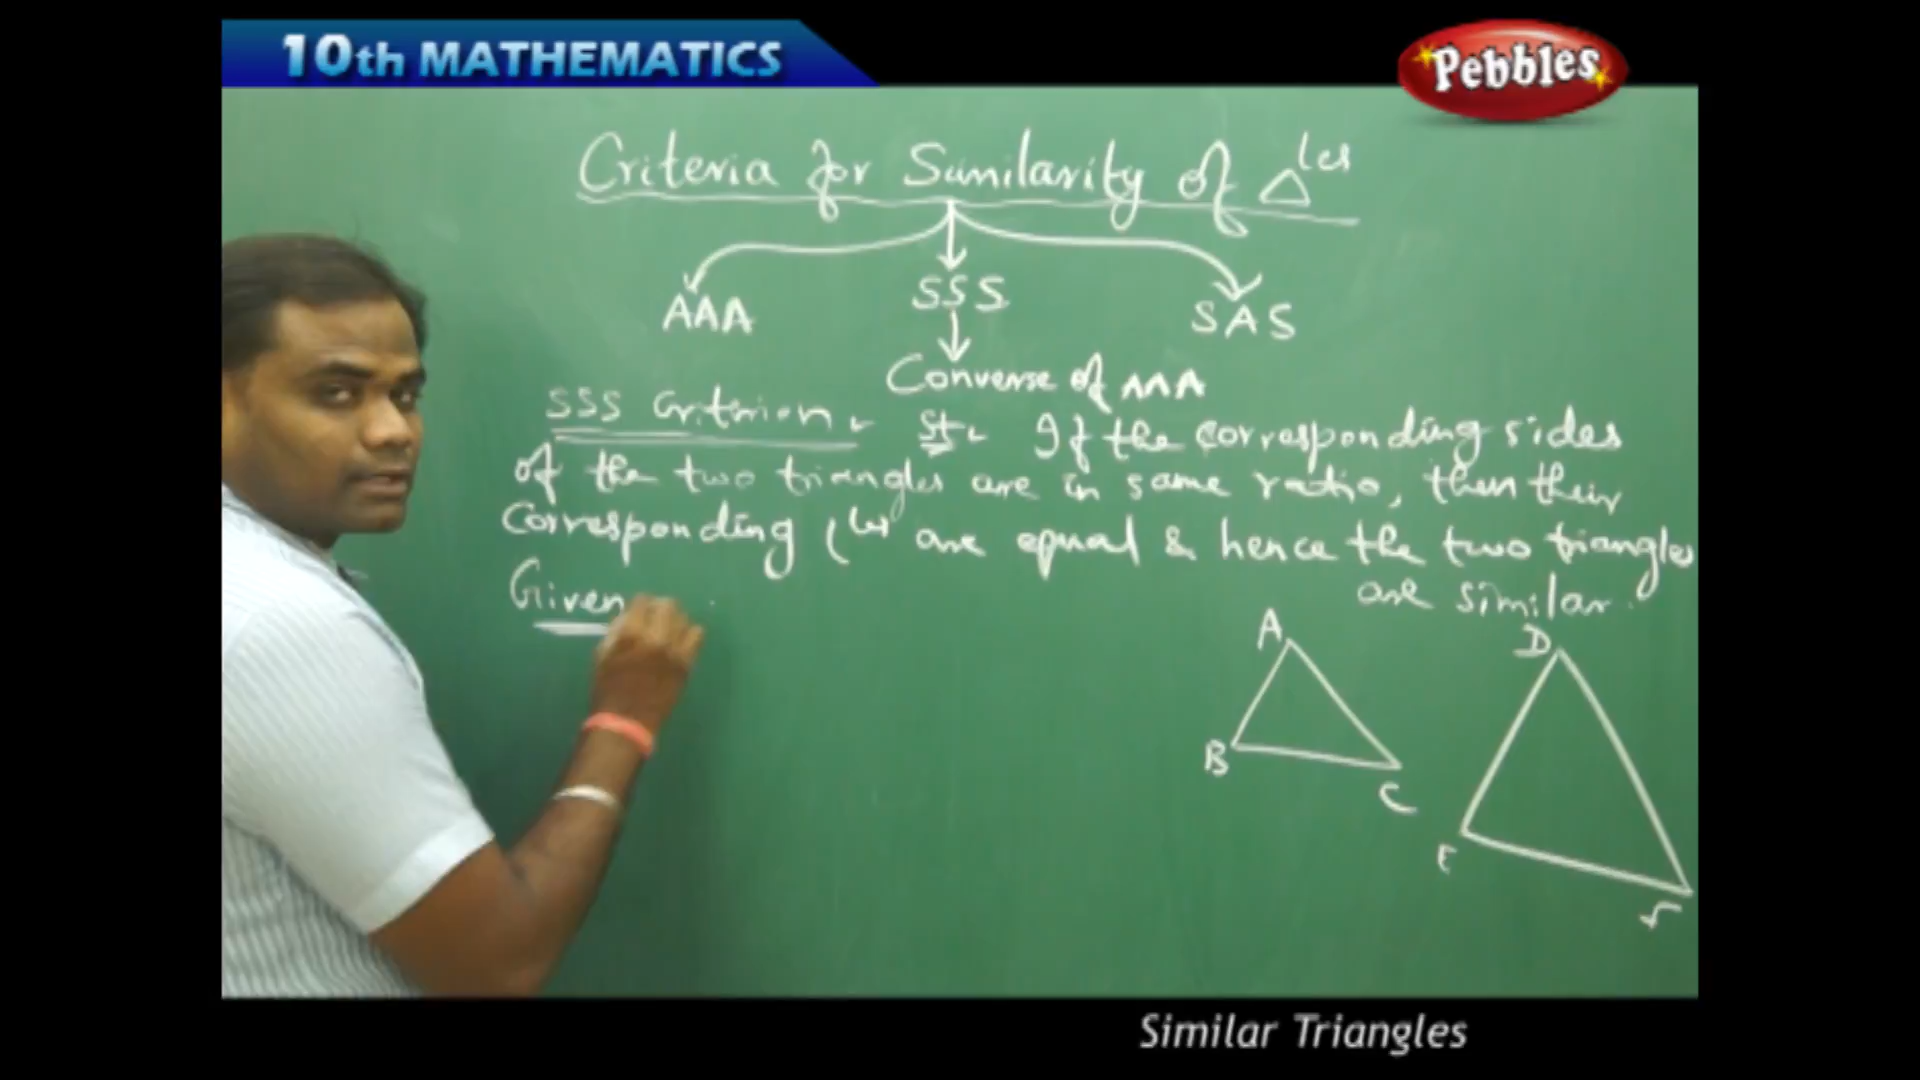 10th MATHEMATICS
Pebbles
Criteria for Similarity of Δles
AAA
SSS
SAS
Converse of AAA
SSS Criterion :- St :- If the corresponding sides
of the two triangles are in same ratio, then their
corresponding (les are equal & hence the two triangles
are similar.
Given
A
B
C
D
E
F
Similar Triangles